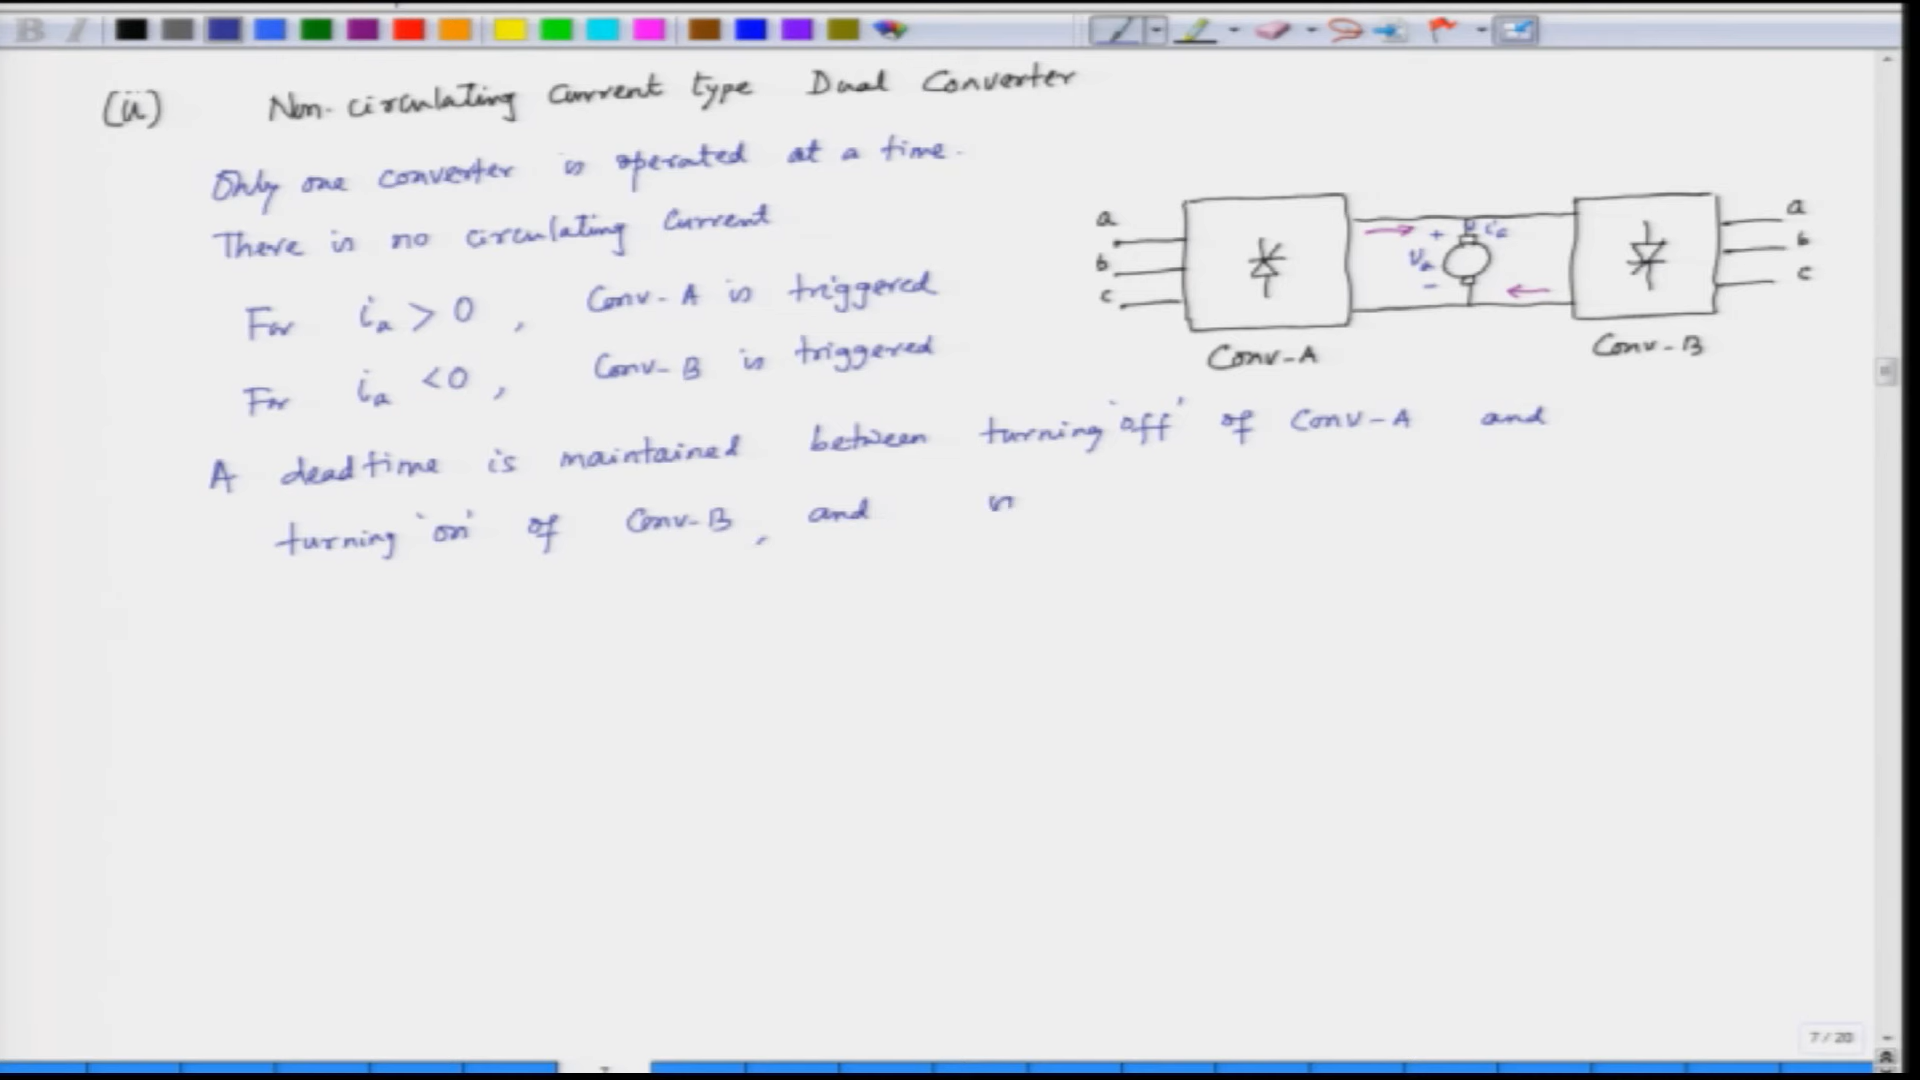 B I
(ii) Non-circulating current type Dual Converter
Only one converter is operated at a time.
There is no circulating current
For ia > 0, Conv-A is triggered
For ia < 0, Conv-B is triggered
A deadtime is maintained between turning 'off' of Conv-A and
turning 'on' of Conv-B, and
a
b
c
Conv-A
+ ia
Va
-
a
b
c
Conv-B
7 / 20